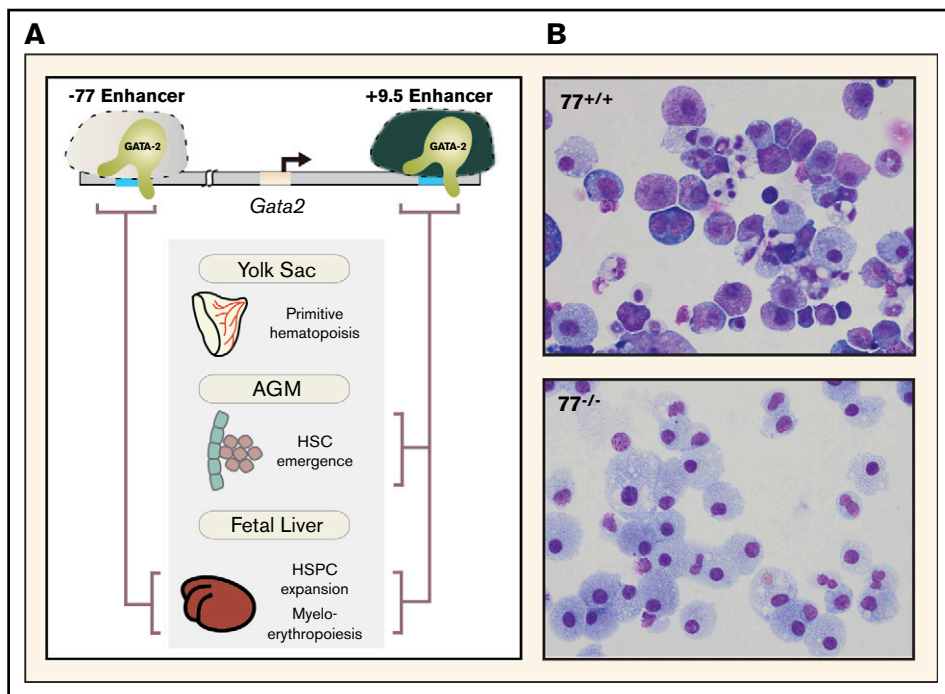 A
B
-77 Enhancer
+9.5 Enhancer
GATA-2
GATA-2
Gata2
Yolk Sac
Primitive
hematopoisis
AGM
HSC
emergence
Fetal Liver
HSPC
expansion
Myelo-
erythropoiesis
77+/+
77-/-